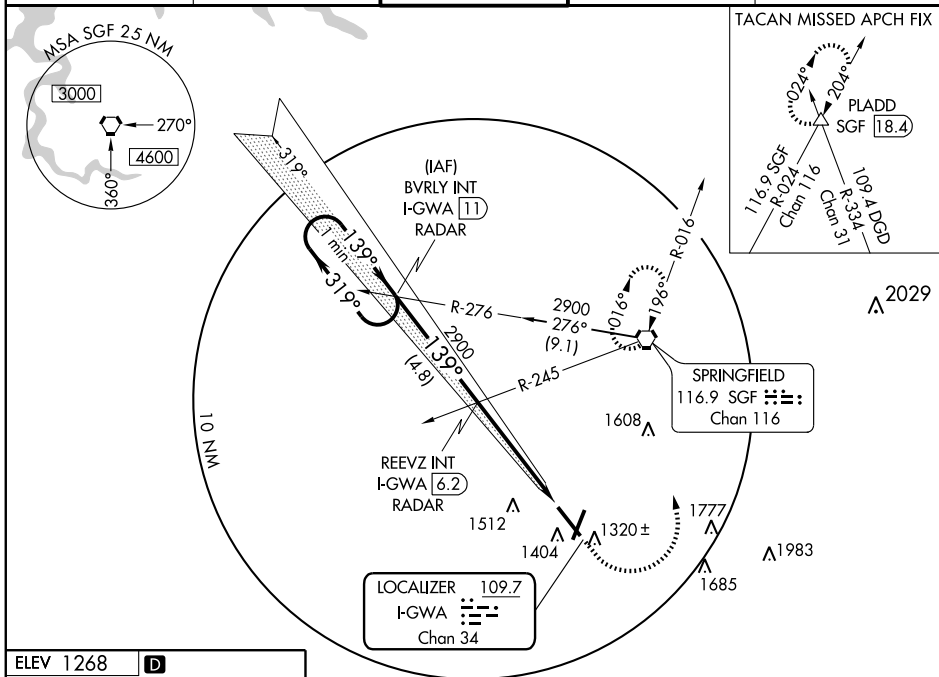 MSA SGF 25 NM
3000
270°
4600
360°
TACAN MISSED APCH FIX
024°
204°
PLADD
SGF 18.4
116.9 SGF
R-024
Chan 116
109.4 DGD
R-334
Chan 31
319°
(IAF)
BVRLY INT
I-GWA 11
RADAR
1 min
139°
319°
R-276
2900
276°
(9.1)
016°
196°
R-016
2029
2900
139°
(4.8)
R-245
SPRINGFIELD
116.9 SGF
Chan 116
1608
10 NM
REEVZ INT
I-GWA 6.2
RADAR
1512
1404
1320 ±
1777
1983
1685
LOCALIZER 109.7
I-GWA
Chan 34
ELEV 1268 D